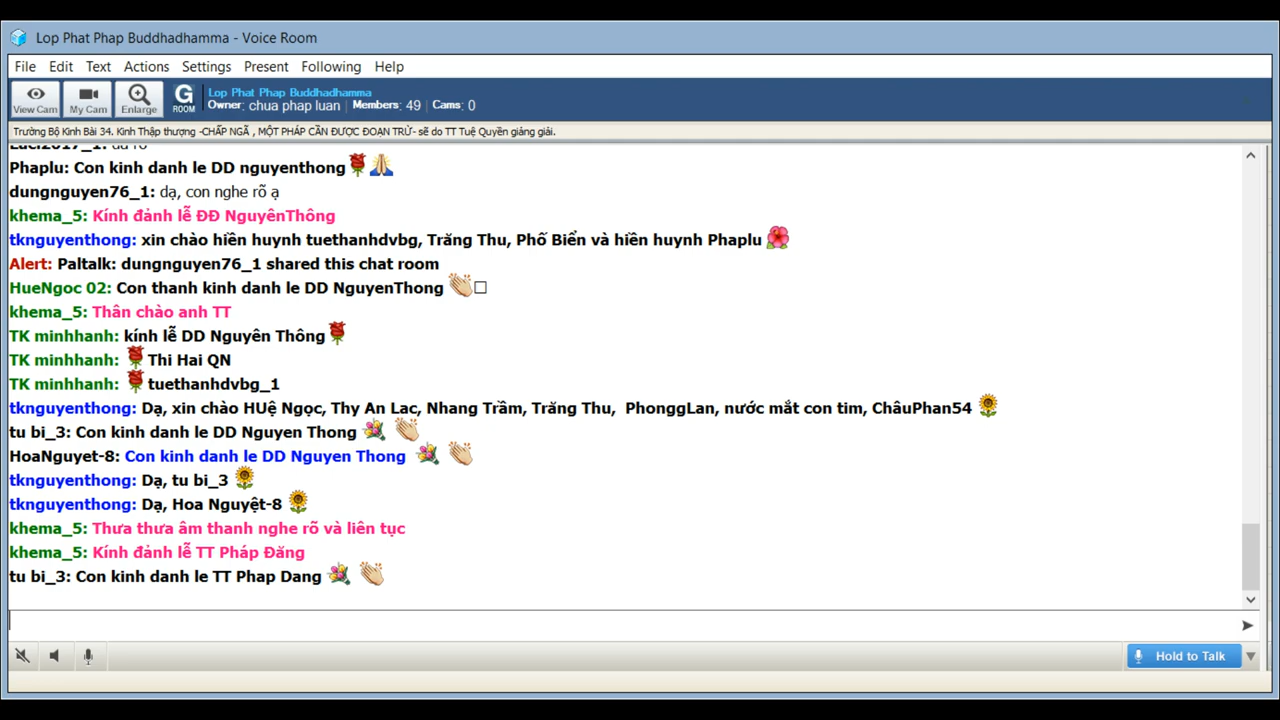 Lop Phat Phap Buddhadhamma - Voice Room
File Edit Text Actions Settings Present Following Help
View Cam My Cam Enlarge G ROOM Lop Phat Phap Buddhadhamma
Owner: chua phap luan Members: 49 Cams: 0
Trường Bộ Kinh Bài 34. Kinh Thập thượng -CHẤP NGÃ , MỘT PHÁP CẦN ĐƯỢC ĐOẠN TRỪ- sẽ do TT Tuệ Quyền giảng giải.
Phaplu: Con kinh danh le DD nguyenthong
dungnguyen76_1: dạ, con nghe rõ ạ
khema_5: Kính đảnh lễ ĐĐ NguyênThông
tknguyenthong: xin chào hiền huynh tuethanhdvbg, Trăng Thu, Phố Biển và hiền huynh Phaplu
Alert: Paltalk: dungnguyen76_1 shared this chat room
HueNgoc 02: Con thanh kinh danh le DD NguyenThong
khema_5: Thân chào anh TT
TK minhhanh: kính lễ DD Nguyên Thông
TK minhhanh: Thi Hai QN
TK minhhanh: tuethanhdvbg_1
tknguyenthong: Dạ, xin chào HUệ Ngọc, Thy An Lac, Nhang Trầm, Trăng Thu, PhonggLan, nước mắt con tim, ChâuPhan54
tu bi_3: Con kinh danh le DD Nguyen Thong
HoaNguyet-8: Con kinh danh le DD Nguyen Thong
tknguyenthong: Dạ, tu bi_3
tknguyenthong: Dạ, Hoa Nguyệt-8
khema_5: Thưa thưa âm thanh nghe rõ và liên tục
khema_5: Kính đảnh lễ TT Pháp Đăng
tu bi_3: Con kinh danh le TT Phap Dang
Hold to Talk